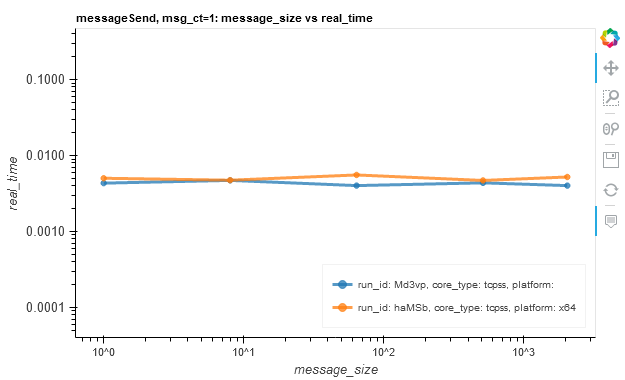 messageSend, msg_ct=1: message_size vs real_time
0.1000
0.0100
0.0010
0.0001
real_time
run_id: Md3vp, core_type: tcpss, platform:
run_id: haMSb, core_type: tcpss, platform: x64
10^0
10^1
10^2
10^3
message_size